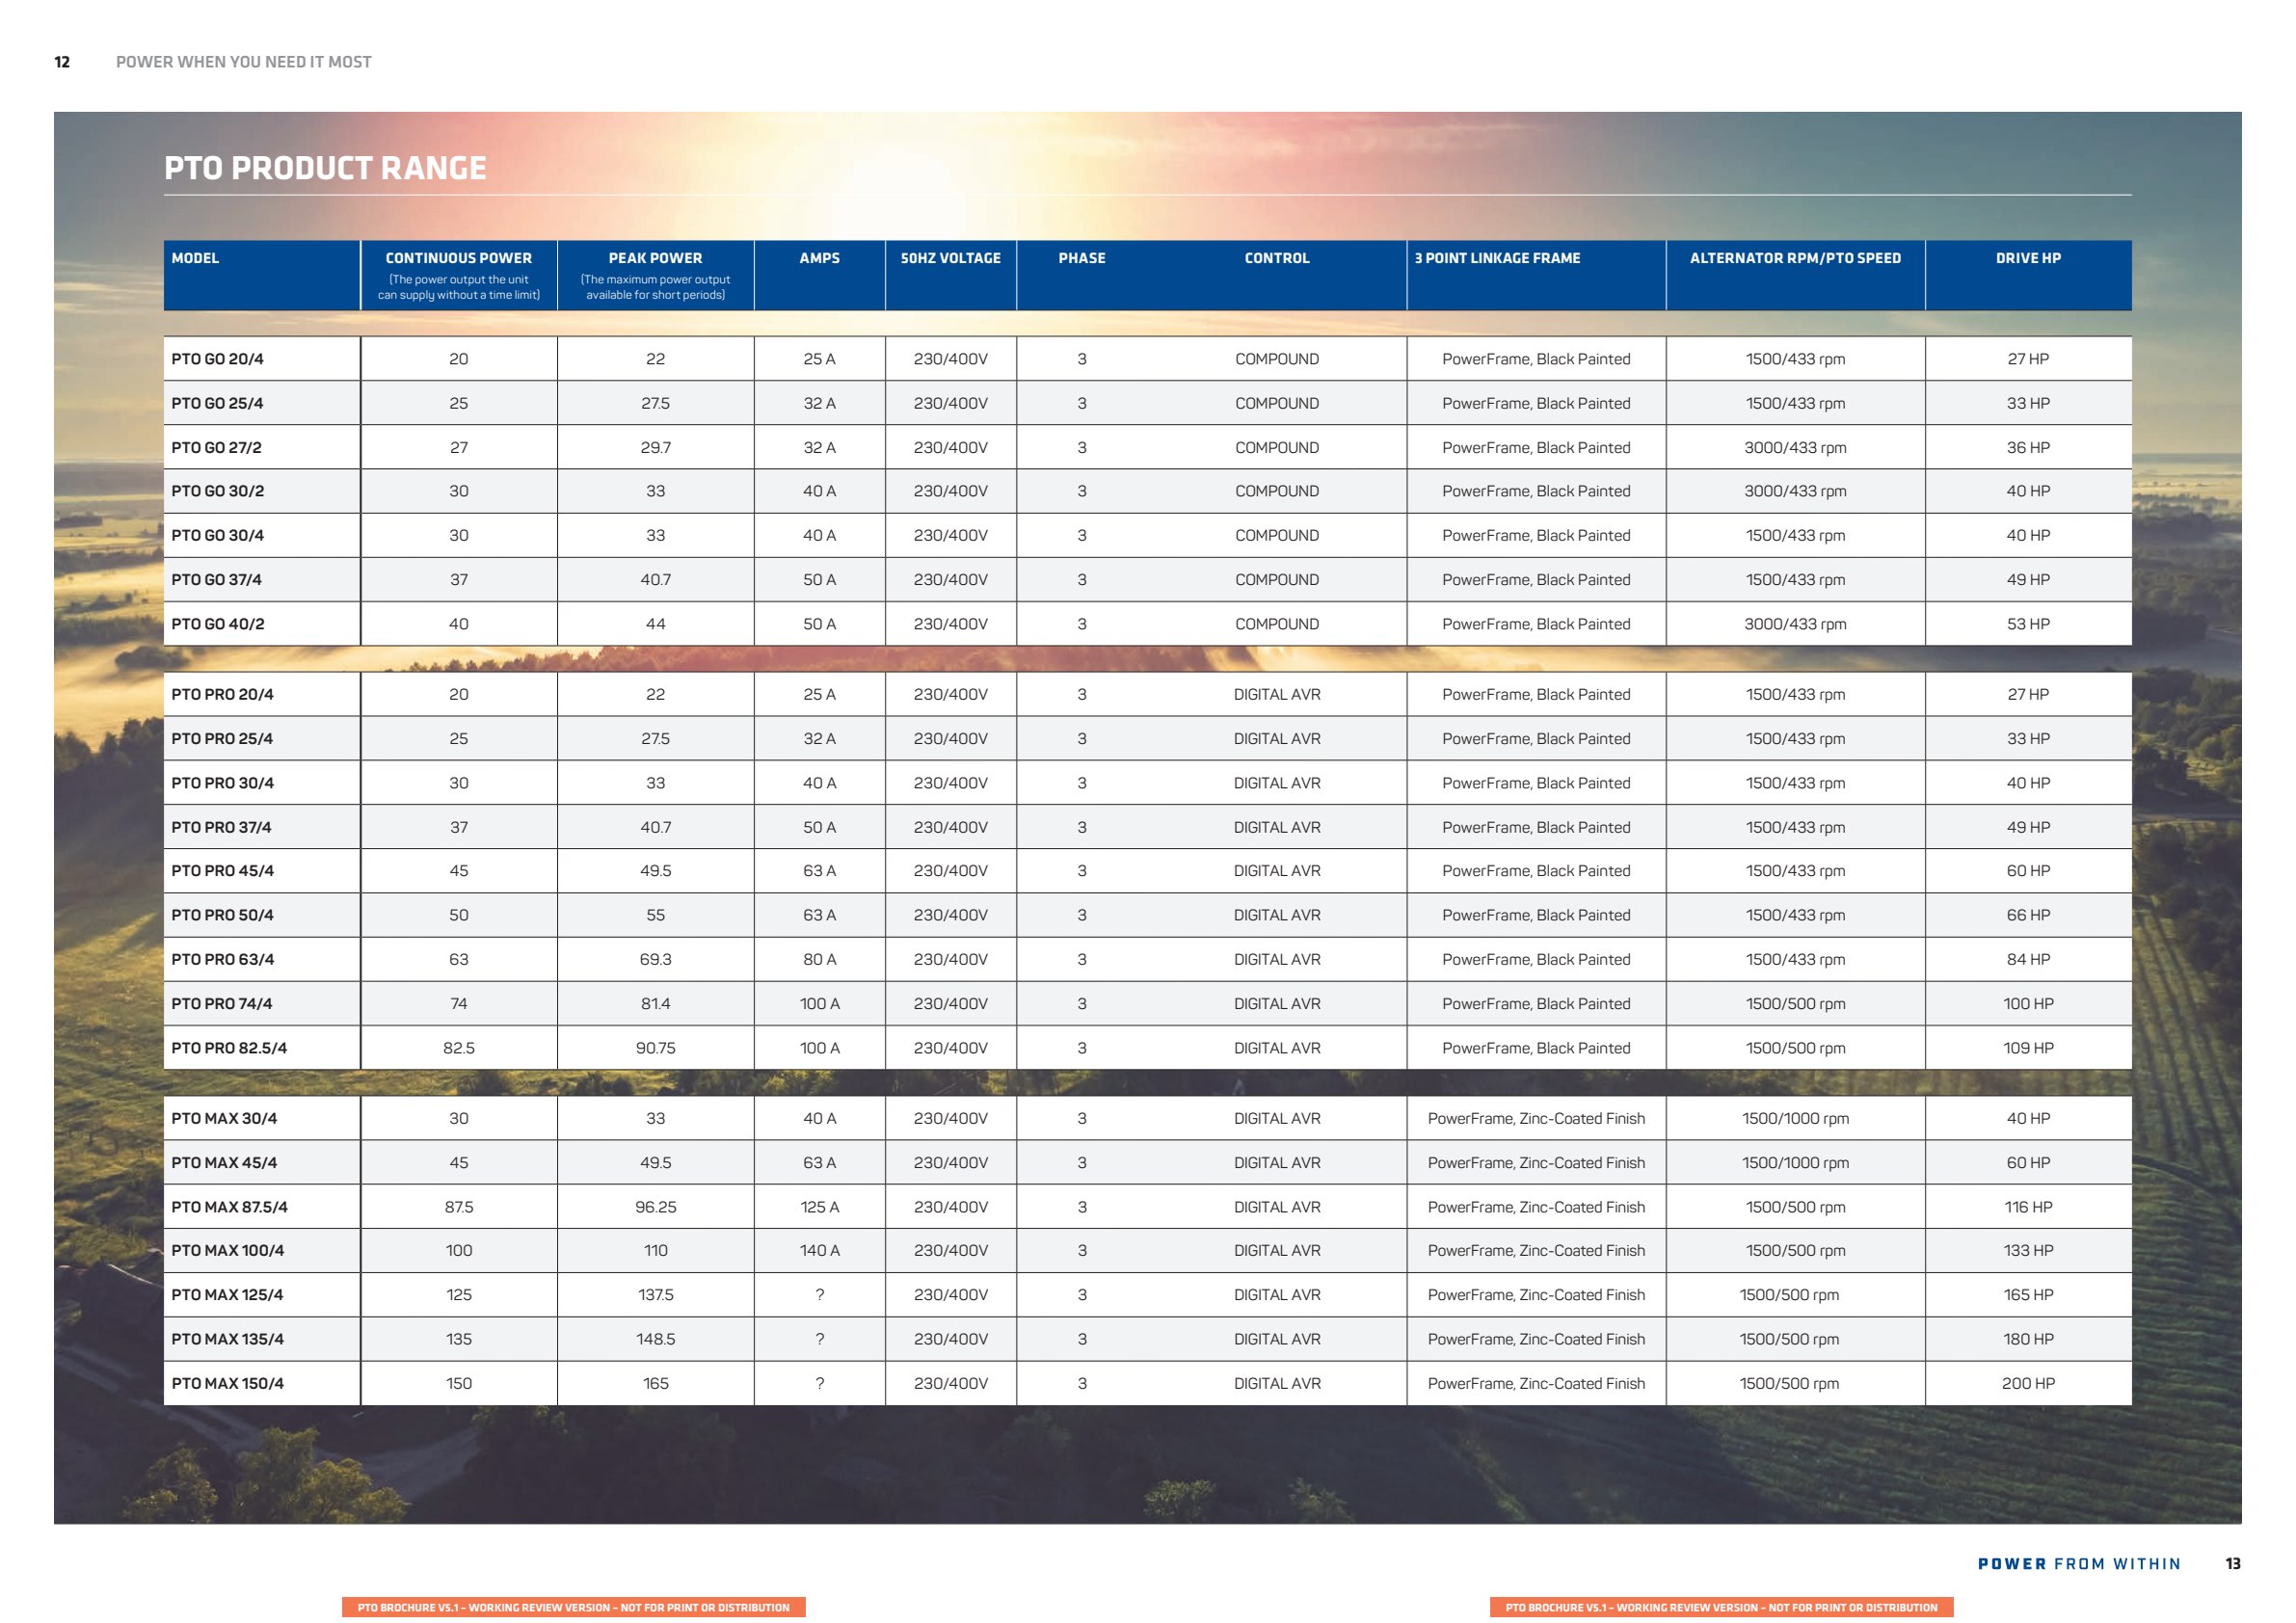 12 POWER WHEN YOU NEED IT MOST
PTO PRODUCT RANGE
MODEL CONTINUOUS POWER PEAK POWER AMPS 50HZ VOLTAGE PHASE CONTROL 3 POINT LINKAGE FRAME ALTERNATOR RPM/PTO SPEED DRIVE HP
(The power output the unit (The maximum power output
can supply without a time limit) available for short periods)
PTO GO 20/4 20 22 25 A 230/400V 3 COMPOUND PowerFrame, Black Painted 1500/433 rpm 27 HP
PTO GO 25/4 25 27.5 32 A 230/400V 3 COMPOUND PowerFrame, Black Painted 1500/433 rpm 33 HP
PTO GO 27/2 27 29.7 32 A 230/400V 3 COMPOUND PowerFrame, Black Painted 3000/433 rpm 36 HP
PTO GO 30/2 30 33 40 A 230/400V 3 COMPOUND PowerFrame, Black Painted 3000/433 rpm 40 HP
PTO GO 30/4 30 33 40 A 230/400V 3 COMPOUND PowerFrame, Black Painted 1500/433 rpm 40 HP
PTO GO 37/4 37 40.7 50 A 230/400V 3 COMPOUND PowerFrame, Black Painted 1500/433 rpm 49 HP
PTO GO 40/2 40 44 50 A 230/400V 3 COMPOUND PowerFrame, Black Painted 3000/433 rpm 53 HP
PTO PRO 20/4 20 22 25 A 230/400V 3 DIGITAL AVR PowerFrame, Black Painted 1500/433 rpm 27 HP
PTO PRO 25/4 25 27.5 32 A 230/400V 3 DIGITAL AVR PowerFrame, Black Painted 1500/433 rpm 33 HP
PTO PRO 30/4 30 33 40 A 230/400V 3 DIGITAL AVR PowerFrame, Black Painted 1500/433 rpm 40 HP
PTO PRO 37/4 37 40.7 50 A 230/400V 3 DIGITAL AVR PowerFrame, Black Painted 1500/433 rpm 49 HP
PTO PRO 45/4 45 49.5 63 A 230/400V 3 DIGITAL AVR PowerFrame, Black Painted 1500/433 rpm 60 HP
PTO PRO 50/4 50 55 63 A 230/400V 3 DIGITAL AVR PowerFrame, Black Painted 1500/433 rpm 66 HP
PTO PRO 63/4 63 69.3 80 A 230/400V 3 DIGITAL AVR PowerFrame, Black Painted 1500/433 rpm 84 HP
PTO PRO 74/4 74 81.4 100 A 230/400V 3 DIGITAL AVR PowerFrame, Black Painted 1500/500 rpm 100 HP
PTO PRO 82.5/4 82.5 90.75 100 A 230/400V 3 DIGITAL AVR PowerFrame, Black Painted 1500/500 rpm 109 HP
PTO MAX 30/4 30 33 40 A 230/400V 3 DIGITAL AVR PowerFrame, Zinc-Coated Finish 1500/1000 rpm 40 HP
PTO MAX 45/4 45 49.5 63 A 230/400V 3 DIGITAL AVR PowerFrame, Zinc-Coated Finish 1500/1000 rpm 60 HP
PTO MAX 87.5/4 87.5 96.25 125 A 230/400V 3 DIGITAL AVR PowerFrame, Zinc-Coated Finish 1500/500 rpm 116 HP
PTO MAX 100/4 100 110 140 A 230/400V 3 DIGITAL AVR PowerFrame, Zinc-Coated Finish 1500/500 rpm 133 HP
PTO MAX 125/4 125 137.5 ? 230/400V 3 DIGITAL AVR PowerFrame, Zinc-Coated Finish 1500/500 rpm 165 HP
PTO MAX 135/4 135 148.5 ? 230/400V 3 DIGITAL AVR PowerFrame, Zinc-Coated Finish 1500/500 rpm 180 HP
PTO MAX 150/4 150 165 ? 230/400V 3 DIGITAL AVR PowerFrame, Zinc-Coated Finish 1500/500 rpm 200 HP
POWER FROM WITHIN 13
PTO BROCHURE V5.1 – WORKING REVIEW VERSION – NOT FOR PRINT OR DISTRIBUTION
PTO BROCHURE V5.1 – WORKING REVIEW VERSION – NOT FOR PRINT OR DISTRIBUTION